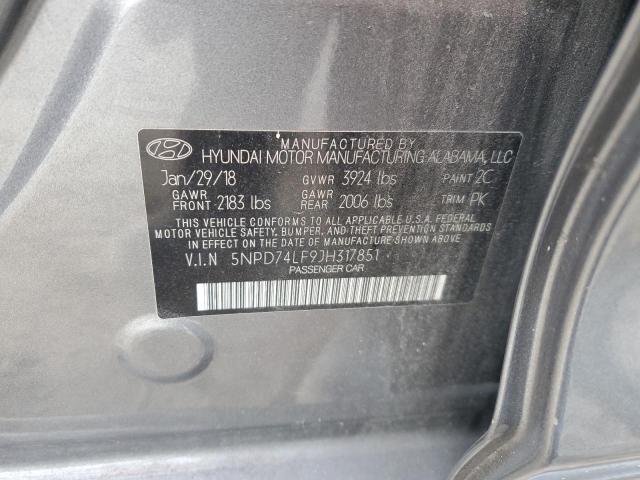 MANUFACTURED BY
HYUNDAI MOTOR MANUFACTURING ALABAMA, LLC
Jan/29/18 GVWR 3924 lbs PAINT 2C
GAWR FRONT 2183 lbs GAWR REAR 2006 lbs TRIM PK
THIS VEHICLE CONFORMS TO ALL APPLICABLE U.S.A. FEDERAL
MOTOR VEHICLE SAFETY, BUMPER, AND THEFT PREVENTION STANDARDS
IN EFFECT ON THE DATE OF MANUFACTURE SHOWN ABOVE.
V.I.N 5NPD74LF9JH317851
PASSENGER CAR